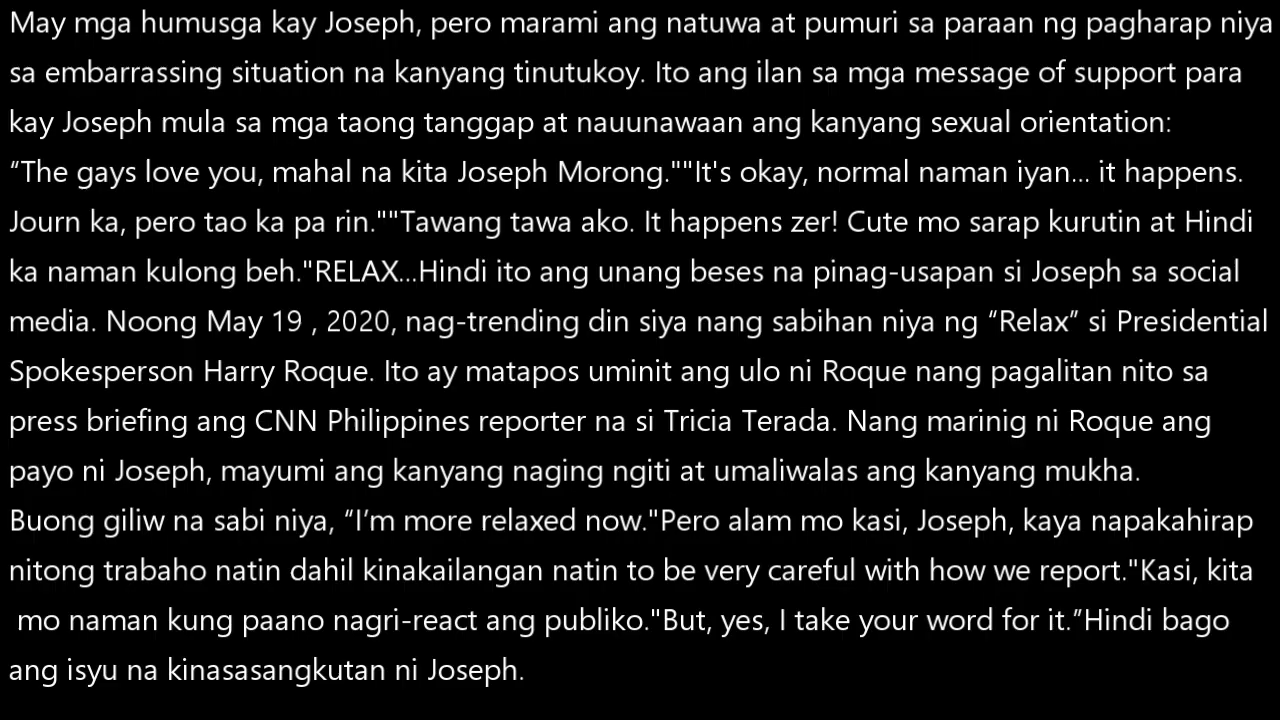 May mga humusga kay Joseph, pero marami ang natuwa at pumuri sa paraan ng pagharap niya
sa embarrassing situation na kanyang tinutukoy. Ito ang ilan sa mga message of support para
kay Joseph mula sa mga taong tanggap at nauunawaan ang kanyang sexual orientation:
“The gays love you, mahal na kita Joseph Morong.""It's okay, normal naman iyan... it happens.
Journ ka, pero tao ka pa rin.""Tawang tawa ako. It happens zer! Cute mo sarap kurutin at Hindi
ka naman kulong beh."RELAX...Hindi ito ang unang beses na pinag-usapan si Joseph sa social
media. Noong May 19 , 2020, nag-trending din siya nang sabihan niya ng “Relax” si Presidential
Spokesperson Harry Roque. Ito ay matapos uminit ang ulo ni Roque nang pagalitan nito sa
press briefing ang CNN Philippines reporter na si Tricia Terada. Nang marinig ni Roque ang
payo ni Joseph, mayumi ang kanyang naging ngiti at umaliwalas ang kanyang mukha.
Buong giliw na sabi niya, “I’m more relaxed now."Pero alam mo kasi, Joseph, kaya napakahirap
nitong trabaho natin dahil kinakailangan natin to be very careful with how we report."Kasi, kita
mo naman kung paano nagri-react ang publiko."But, yes, I take your word for it.”Hindi bago
ang isyu na kinasasangkutan ni Joseph.